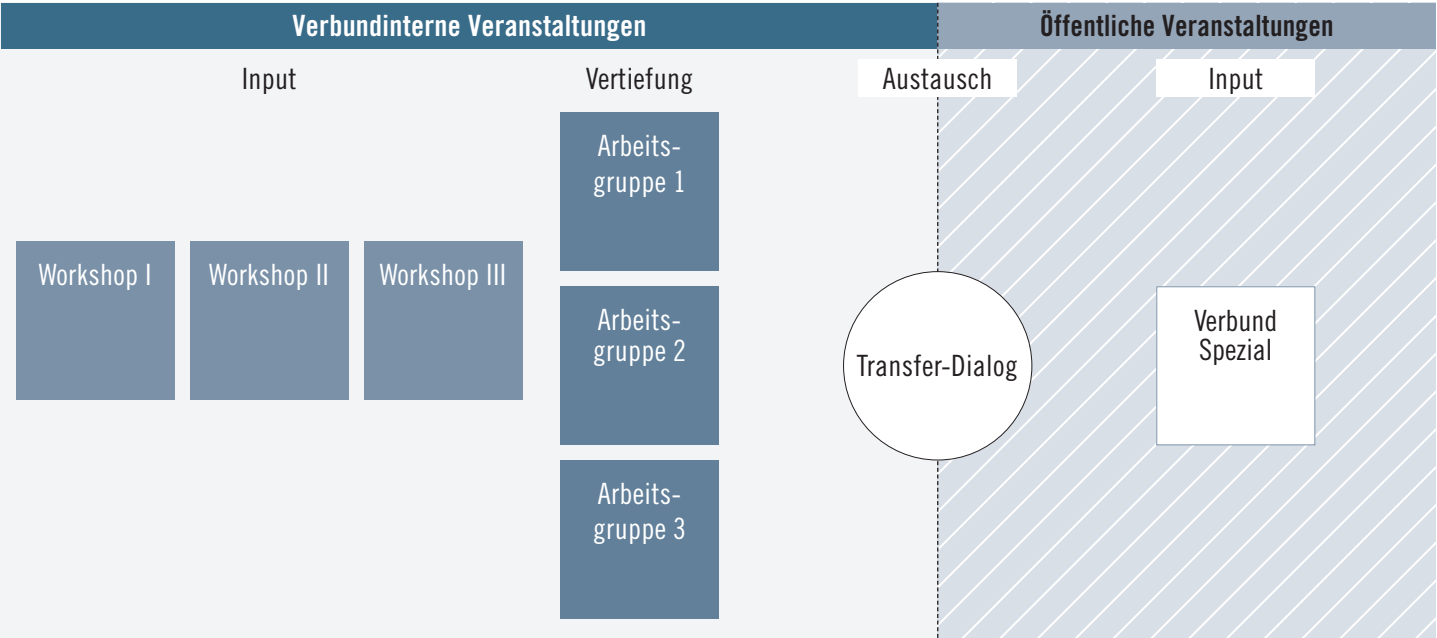 Verbundinterne Veranstaltungen
Öffentliche Veranstaltungen
Input
Vertiefung
Austausch
Input
Workshop I
Workshop II
Workshop III
Arbeits-
gruppe 1
Arbeits-
gruppe 2
Arbeits-
gruppe 3
Transfer-Dialog
Verbund
Spezial